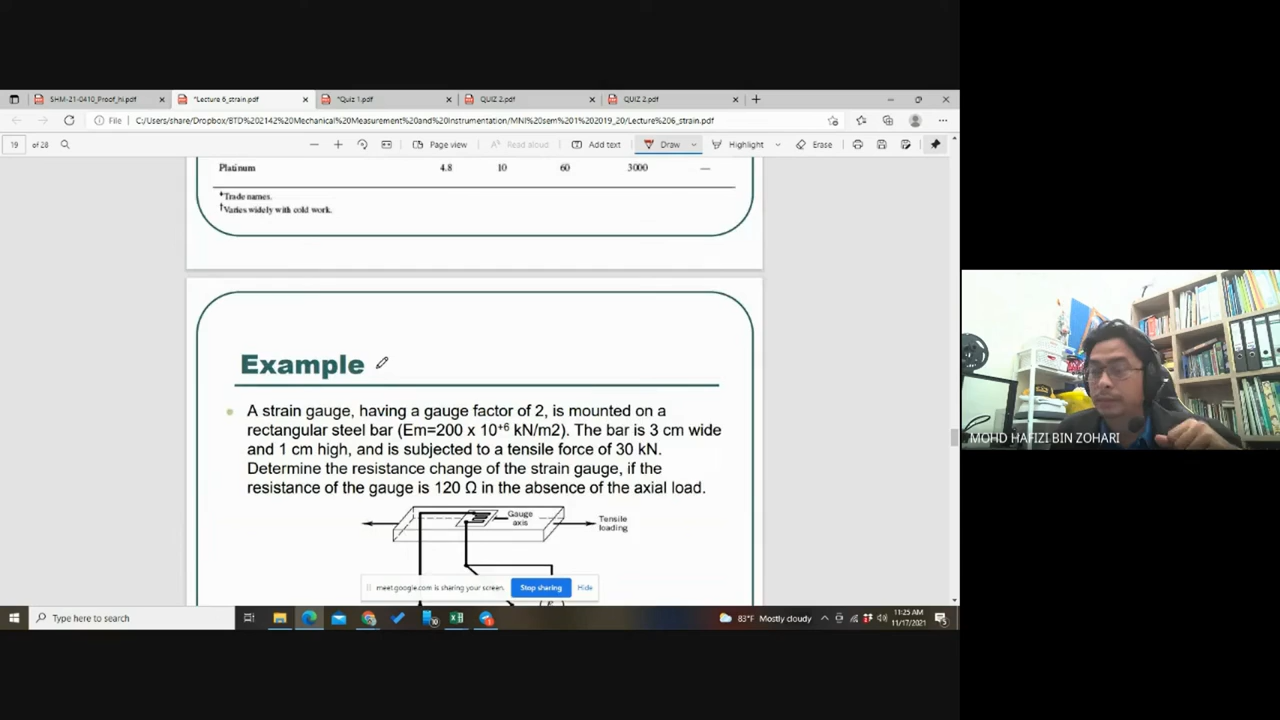 SHM-21-0410_Proof_hi.pdf
*Lecture 6_strain.pdf
*Quiz 1.pdf
QUIZ 2.pdf
QUIZ 2.pdf
File
C:/Users/share/Dropbox/BTD%202142%20Mechanical%20Measurement%20and%20Instrumentation/MNI%20sem%201%202019_20/Lecture%206_strain.pdf
19 of 28
Page view
Read aloud
Add text
Draw
Highlight
Erase
Platinum 4.8 10 60 3000 —
*Trade names.
†Varies widely with cold work.
Example
A strain gauge, having a gauge factor of 2, is mounted on a
rectangular steel bar (Em=200 x 10⁺⁶ kN/m2). The bar is 3 cm wide
and 1 cm high, and is subjected to a tensile force of 30 kN.
Determine the resistance change of the strain gauge, if the
resistance of the gauge is 120 Ω in the absence of the axial load.
Gauge
axis
Tensile
loading
meet.google.com is sharing your screen.
Stop sharing
Hide
MOHD HAFIZI BIN ZOHARI
Type here to search
83°F Mostly cloudy
11:25 AM
11/17/2021